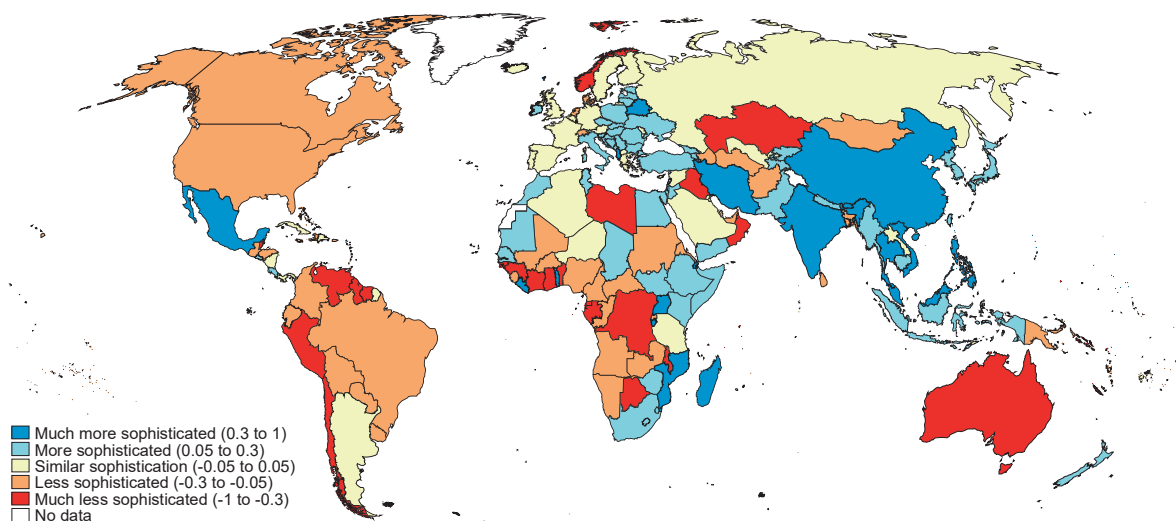 Much more sophisticated (0.3 to 1)
More sophisticated (0.05 to 0.3)
Similar sophistication (-0.05 to 0.05)
Less sophisticated (-0.3 to -0.05)
Much less sophisticated (-1 to -0.3)
No data